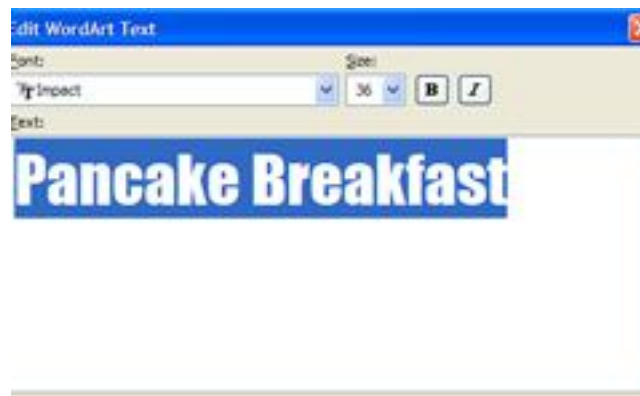 Edit WordArt Text
Font: Size:
Impact 36 B I
Text:
Pancake Breakfast